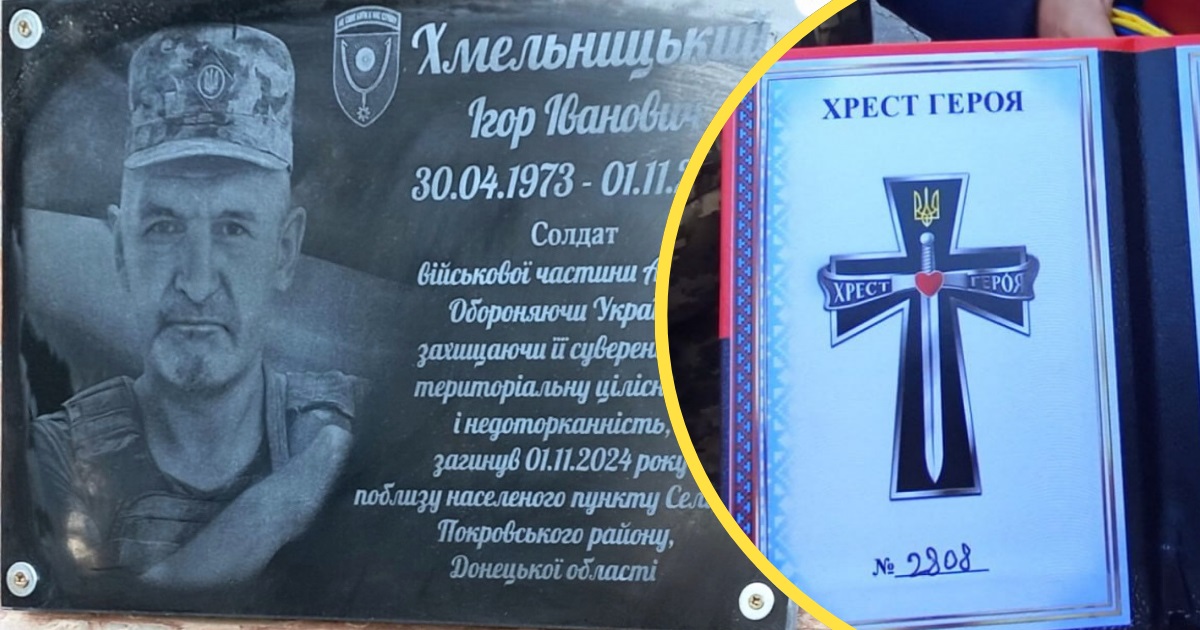 Хмельницький
Ігор Іванович
30.04.1973 - 01.11.2
Солдат
військової частини А
Обороняючи Украї
захищаючи її суверен
територіальну цілісн
і недоторканність,
загинув 01.11.2024 року
поблизу населеного пункту Сел
Покровського району,
Донецької області
ХРЕСТ ГЕРОЯ
ХРЕСТ ГЕРОЯ
№ 2808